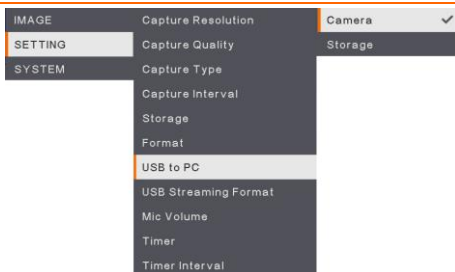 IMAGE
SETTING
SYSTEM
Capture Resolution
Capture Quality
Capture Type
Capture Interval
Storage
Format
USB to PC
USB Streaming Format
Mic Volume
Timer
Timer Interval
Camera
Storage